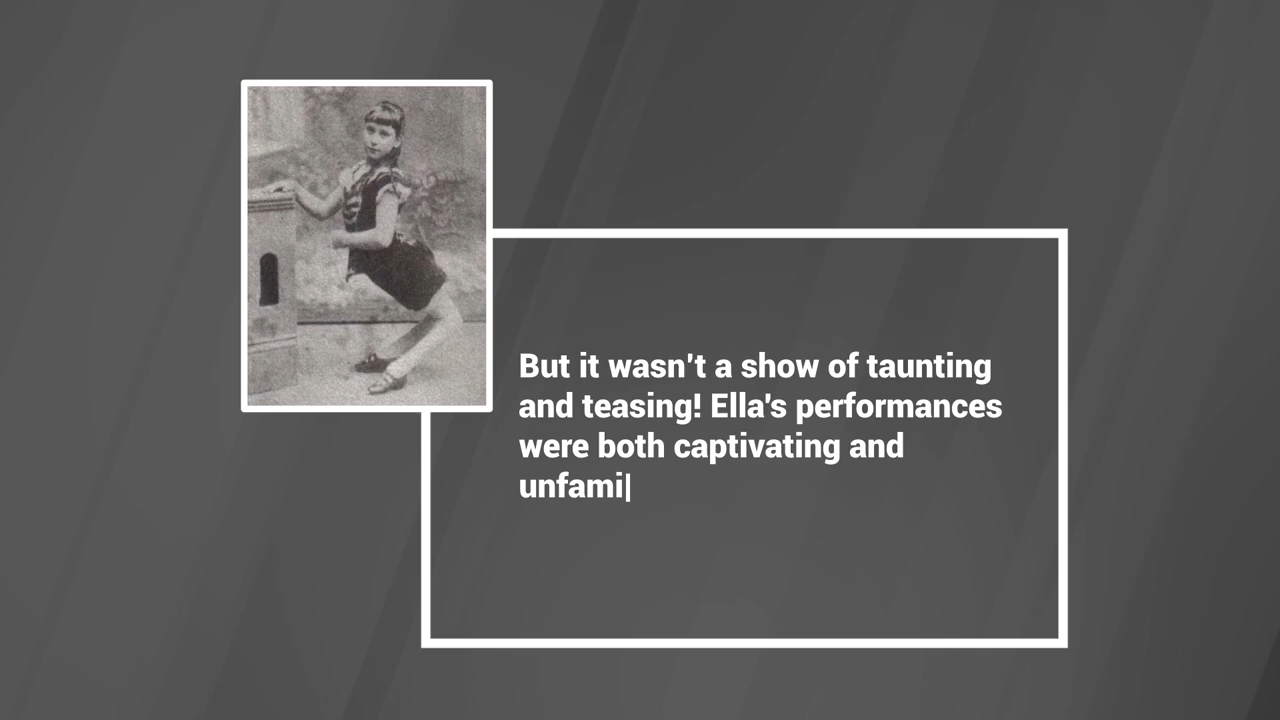 But it wasn't a show of taunting
and teasing! Ella's performances
were both captivating and
unfami|